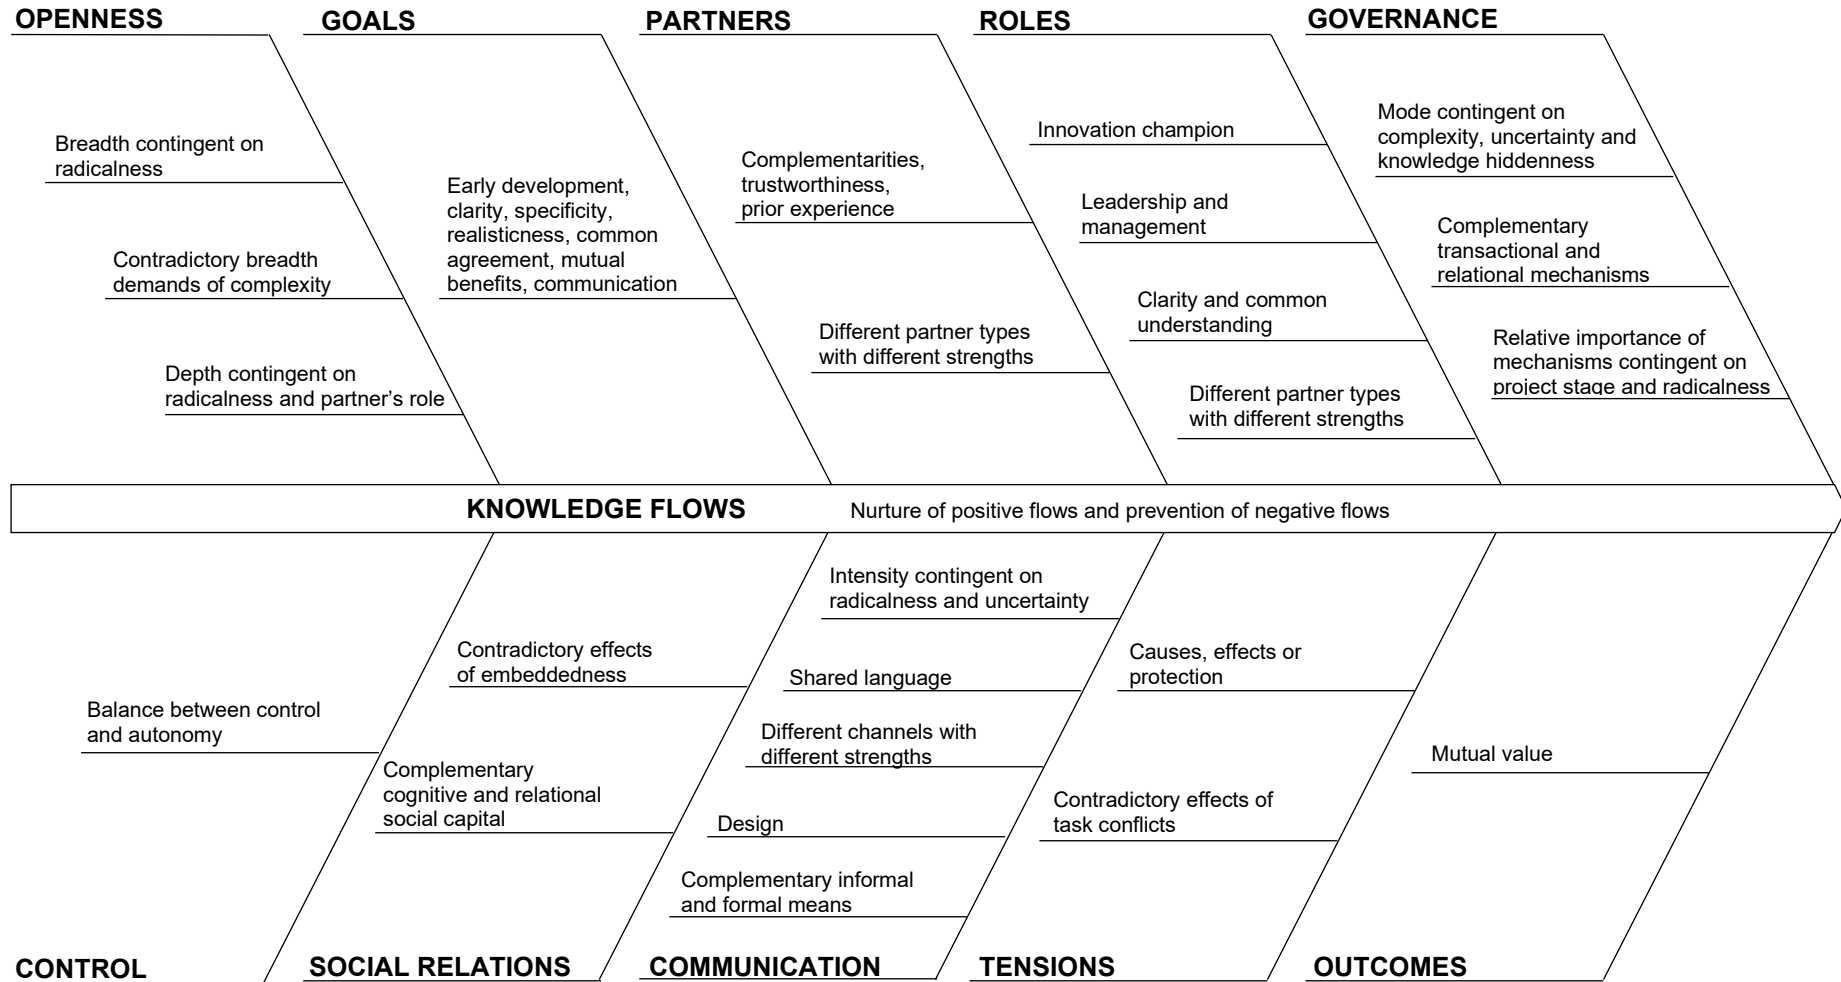 OPENNESS
GOALS
PARTNERS
ROLES
GOVERNANCE
Breadth contingent on
radicalness
Contradictory breadth
demands of complexity
Depth contingent on
radicalness and partner’s role
Early development,
clarity, specificity,
realisticness, common
agreement, mutual
benefits, communication
Complementarities,
trustworthiness,
prior experience
Different partner types
with different strengths
Innovation champion
Leadership and
management
Clarity and common
understanding
Different partner types
with different strengths
Mode contingent on
complexity, uncertainty and
knowledge hiddenness
Complementary
transactional and
relational mechanisms
Relative importance of
mechanisms contingent on
project stage and radicalness
KNOWLEDGE FLOWS
Nurture of positive flows and prevention of negative flows
Balance between control
and autonomy
Contradictory effects
of embeddedness
Complementary
cognitive and relational
social capital
Intensity contingent on
radicalness and uncertainty
Shared language
Different channels with
different strengths
Design
Complementary informal
and formal means
Causes, effects or
protection
Contradictory effects of
task conflicts
Mutual value
CONTROL
SOCIAL RELATIONS
COMMUNICATION
TENSIONS
OUTCOMES